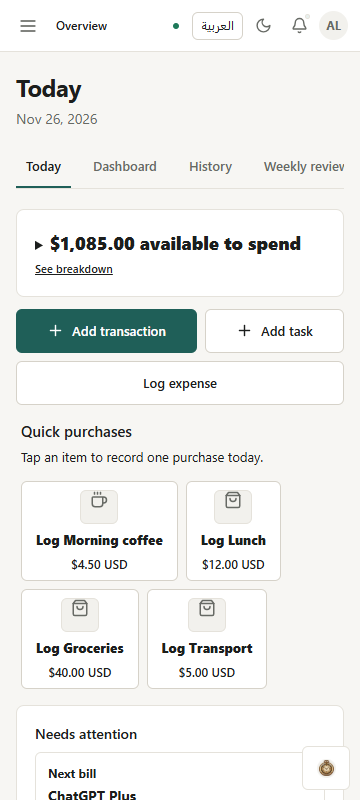 Overview
العربية
AL
Today
Nov 26, 2026
Today
Dashboard
History
Weekly review
$1,085.00 available to spend
See breakdown
Add transaction
Add task
Log expense
Quick purchases
Tap an item to record one purchase today.
Log Morning coffee
$4.50 USD
Log Lunch
$12.00 USD
Log Groceries
$40.00 USD
Log Transport
$5.00 USD
Needs attention
Next bill
ChatGPT Plus